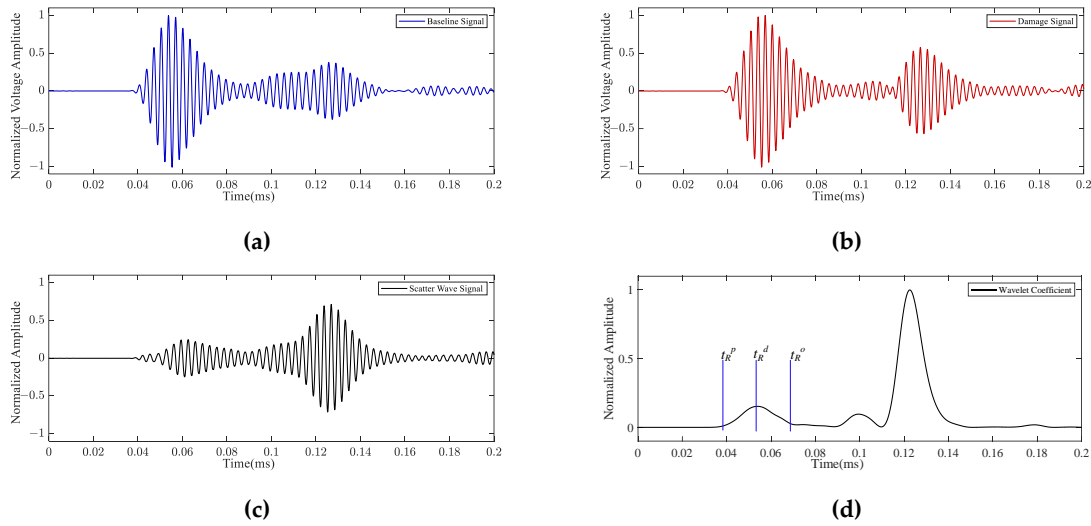 Baseline Signal
Normalized Voltage Amplitude
1
0.5
0
−0.5
−1
0 0.02 0.04 0.06 0.08 0.1 0.12 0.14 0.16 0.18 0.2
Time(ms)
(a)
Damage Signal
Normalized Voltage Amplitude
1
0.5
0
−0.5
−1
0 0.02 0.04 0.06 0.08 0.1 0.12 0.14 0.16 0.18 0.2
Time(ms)
(b)
Scatter Wave Signal
Normalized Amplitude
1
0.5
0
−0.5
−1
0 0.02 0.04 0.06 0.08 0.1 0.12 0.14 0.16 0.18 0.2
Time(ms)
(c)
Wavelet Coefficient
Normalized Amplitude
1
0.5
0
t_R^p t_R^d t_R^o
0 0.02 0.04 0.06 0.08 0.1 0.12 0.14 0.16 0.18 0.2
Time(ms)
(d)